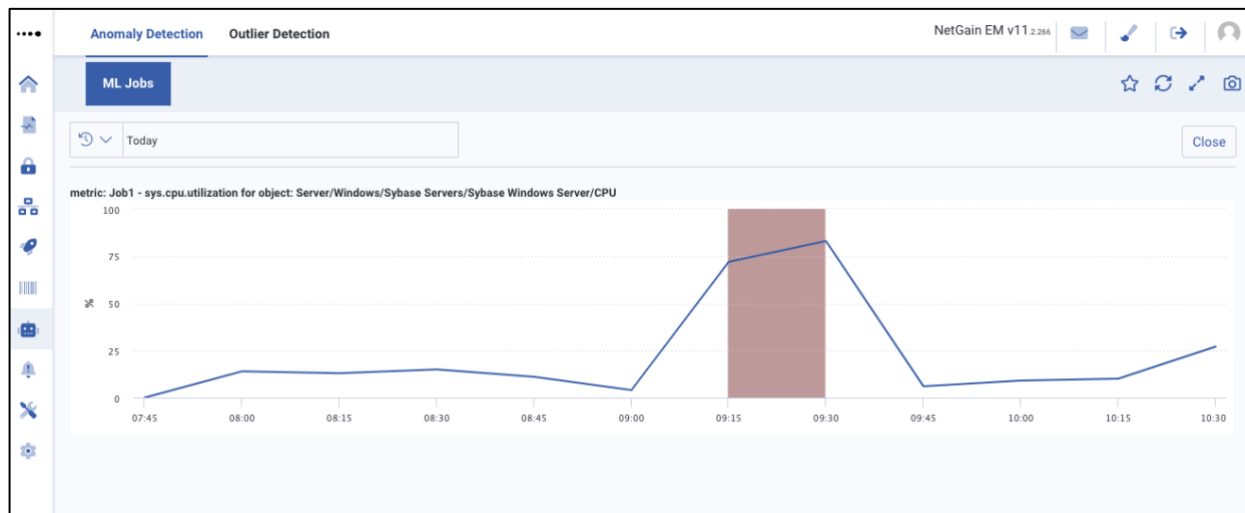 Anomaly Detection Outlier Detection NetGain EM v11.2.266
ML Jobs
Today
Close
metric: Job1 - sys.cpu.utilization for object: Server/Windows/Sybase Servers/Sybase Windows Server/CPU
100
75
%
50
25
0
07:45 08:00 08:15 08:30 08:45 09:00 09:15 09:30 09:45 10:00 10:15 10:30